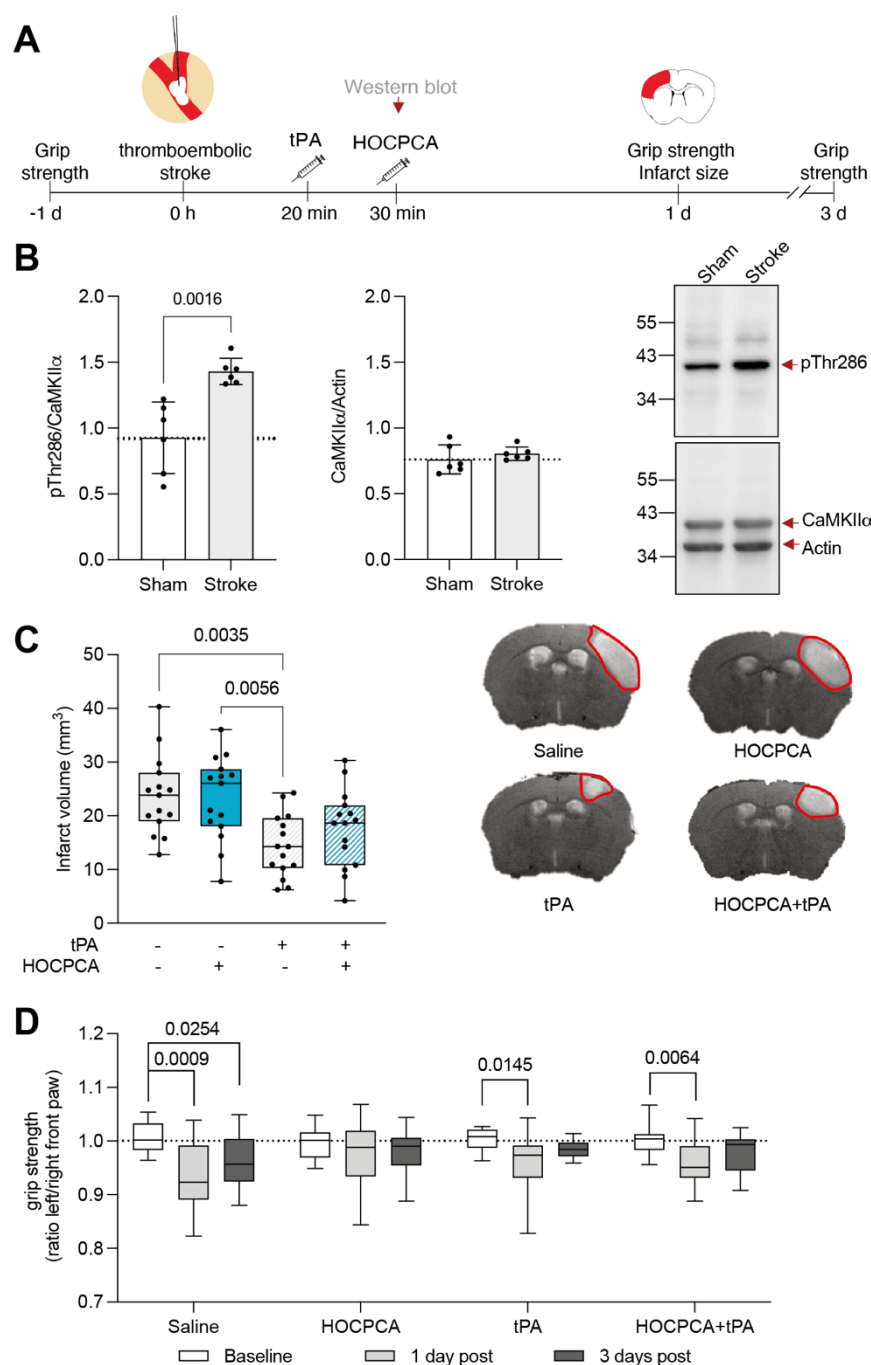 A
Western blot
tPA
HOCPCA
Grip strength
thromboembolic stroke
Grip strength
Infarct size
Grip strength
-1 d
0 h
20 min
30 min
1 d
3 d
B
pThr286/CaMKIIα
2.0
1.5
1.0
0.5
0.0
0.0016
Sham
Stroke
CaMKIIα/Actin
2.0
1.5
1.0
0.5
0.0
Sham
Stroke
Sham
Stroke
55
43
34
pThr286
55
43
34
CaMKIIα
Actin
C
Infarct volume (mm³)
50
40
30
20
10
0
0.0035
0.0056
tPA - - + +
HOCPCA - + - +
Saline
HOCPCA
tPA
HOCPCA+tPA
D
grip strength
(ratio left/right front paw)
1.2
1.1
1.0
0.9
0.8
0.7
0.0254
0.0009
0.0145
0.0064
Saline
HOCPCA
tPA
HOCPCA+tPA
Baseline
1 day post
3 days post